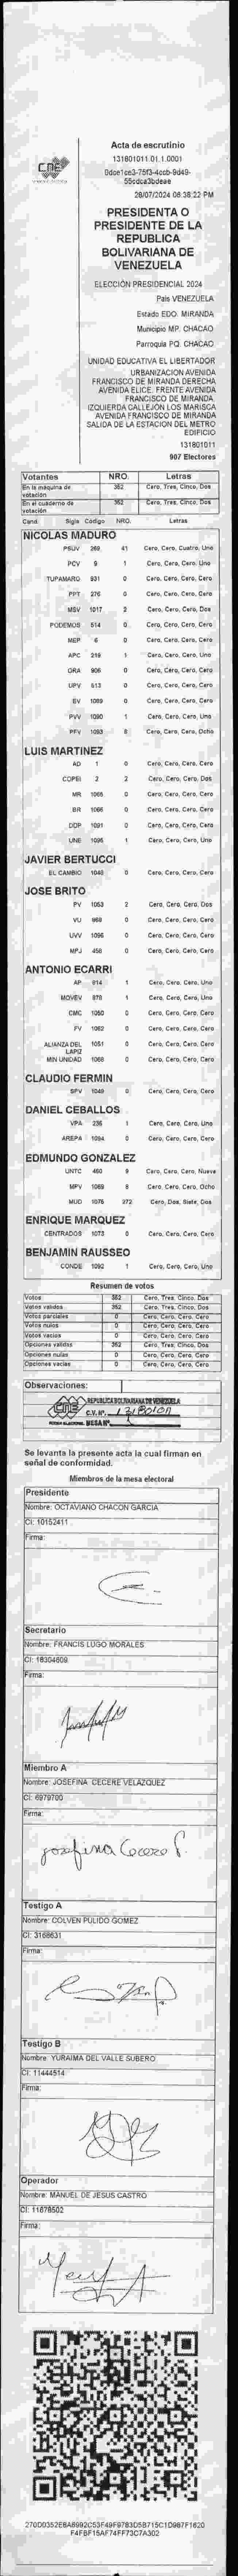 Acta de escrutinio
131801011.01.1.0001
28/07/2024 06:38:22 PM
PRESIDENTA O
PRESIDENTE DE LA
REPUBLICA
BOLIVARIANA DE
VENEZUELA
ELECCIÓN PRESIDENCIAL 2024
País VENEZUELA
Estado EDO. MIRANDA
Municipio MP. CHACAO
Parroquia PQ. CHACAO
UNIDAD EDUCATIVA EL LIBERTADOR
URBANIZACION AVENIDA
FRANCISCO DE MIRANDA DERECHA
AVENIDA ELICE. FRENTE AVENIDA
FRANCISCO DE MIRANDA.
IZQUIERDA CALLEJÓN LOS MARISCA
AVENIDA FRANCISCO DE MIRANDA
SALIDA DE LA ESTACION DEL METRO
EDIFICIO
131801011
907 Electores
CNE
Votantes NRO. Letras
En la máquina de votación 352 Cero, Tres, Cinco, Dos
En el cuaderno de votación 352 Cero, Tres, Cinco, Dos
Cand. Sigla Código NRO. Letras
NICOLAS MADURO
PSUV 269 41 Cero, Cero, Cuatro, Uno
PCV 9 1 Cero, Cero, Cero, Uno
TUPAMARO 931 0 Cero, Cero, Cero, Cero
PPT 276 0 Cero, Cero, Cero, Cero
MSV 1017 2 Cero, Cero, Cero, Dos
PODEMOS 514 0 Cero, Cero, Cero, Cero
MEP 6 0 Cero, Cero, Cero, Cero
APC 219 1 Cero, Cero, Cero, Uno
ORA 906 0 Cero, Cero, Cero, Cero
UPV 613 0 Cero, Cero, Cero, Cero
EV 1089 0 Cero, Cero, Cero, Cero
PVV 1090 1 Cero, Cero, Cero, Uno
PFV 1093 8 Cero, Cero, Cero, Ocho
LUIS MARTINEZ
AD 1 0 Cero, Cero, Cero, Cero
COPEI 2 2 Cero, Cero, Cero, Dos
MR 1065 0 Cero, Cero, Cero, Cero
BR 1066 0 Cero, Cero, Cero, Cero
DDP 1091 0 Cero, Cero, Cero, Cero
UNE 1095 1 Cero, Cero, Cero, Uno
JAVIER BERTUCCI
EL CAMBIO 1048 0 Cero, Cero, Cero, Cero
JOSE BRITO
PV 1053 2 Cero, Cero, Cero, Dos
VU 969 0 Cero, Cero, Cero, Cero
UVV 1096 0 Cero, Cero, Cero, Cero
MPJ 458 0 Cero, Cero, Cero, Cero
ANTONIO ECARRI
AP 914 1 Cero, Cero, Cero, Uno
MOVEV 878 1 Cero, Cero, Cero, Uno
CMC 1050 0 Cero, Cero, Cero, Cero
FV 1062 0 Cero, Cero, Cero, Cero
ALIANZA DEL LAPIZ 1051 0 Cero, Cero, Cero, Cero
MIN UNIDAD 1068 0 Cero, Cero, Cero, Cero
CLAUDIO FERMIN
SPV 1049 0 Cero, Cero, Cero, Cero
DANIEL CEBALLOS
VPA 236 1 Cero, Cero, Cero, Uno
AREPA 1094 0 Cero, Cero, Cero, Cero
EDMUNDO GONZALEZ
UNTC 460 9 Cero, Cero, Cero, Nueve
MPV 1069 8 Cero, Cero, Cero, Ocho
MUD 1076 272 Cero, Dos, Siete, Dos
ENRIQUE MARQUEZ
CENTRADOS 1073 0 Cero, Cero, Cero, Cero
BENJAMIN RAUSSEO
CONDE 1092 1 Cero, Cero, Cero, Uno
Resumen de votos
Votos 352 Cero, Tres, Cinco, Dos
Votos válidos 352 Cero, Tres, Cinco, Dos
Votos parciales 0 Cero, Cero, Cero, Cero
Votos nulos 0 Cero, Cero, Cero, Cero
Votos vacíos 0 Cero, Cero, Cero, Cero
Opciones válidas 352 Cero, Tres, Cinco, Dos
Opciones nulas 0 Cero, Cero, Cero, Cero
Opciones vacías 0 Cero, Cero, Cero, Cero
Observaciones:
CNE REPUBLICA BOLIVARIANA DE VENEZUELA
C.V. Nº. 131801011
MESA Nº 1
Se levanta la presente acta la cual firman en
señal de conformidad.
Miembros de la mesa electoral
Presidente
Nombre: OCTAVIANO CHACON GARCIA
CI: 10152411
Firma:
Secretario
Nombre: FRANCIS LUGO MORALES
CI: 18304609
Firma:
Miembro A
Nombre: JOSEFINA CECERE VELAZQUEZ
CI: 6979700
Firma:
Josefina Cecere
Testigo A
Nombre: COLVEN PULIDO GOMEZ
CI: 3168631
Firma:
Testigo B
Nombre: YURAIMA DEL VALLE SUBERO
CI: 11444514
Firma:
Operador
Nombre: MANUEL DE JESUS CASTRO
CI: 11678502
Firma: